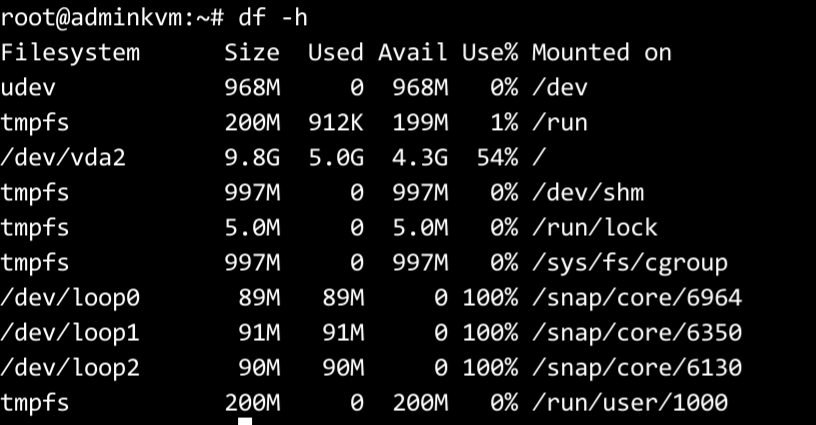 root@adminkvm:~# df -h
Filesystem      Size  Used Avail Use% Mounted on
udev            968M     0  968M   0% /dev
tmpfs           200M  912K  199M   1% /run
/dev/vda2       9.8G  5.0G  4.3G  54% /
tmpfs           997M     0  997M   0% /dev/shm
tmpfs           5.0M     0  5.0M   0% /run/lock
tmpfs           997M     0  997M   0% /sys/fs/cgroup
/dev/loop0       89M   89M     0 100% /snap/core/6964
/dev/loop1       91M   91M     0 100% /snap/core/6350
/dev/loop2       90M   90M     0 100% /snap/core/6130
tmpfs           200M     0  200M   0% /run/user/1000